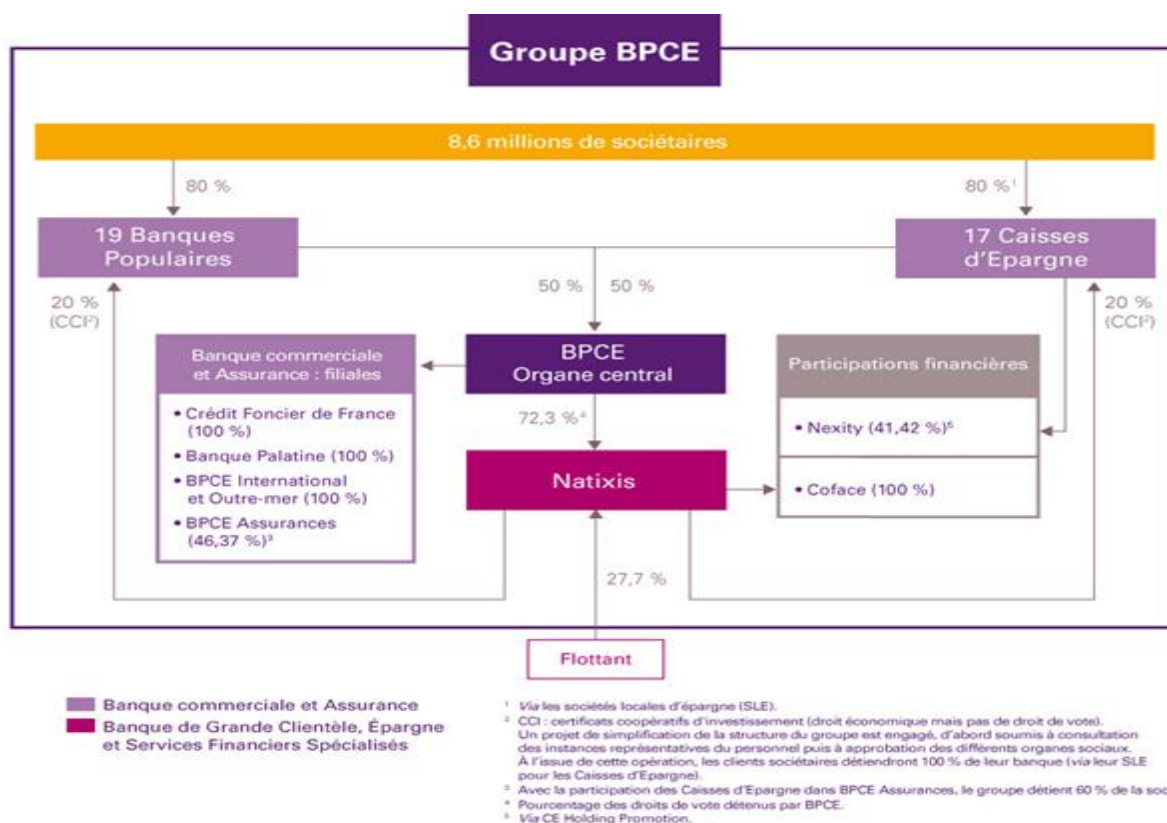 Groupe BPCE
8,6 millions de sociétaires
80 %
80 %¹
19 Banques
Populaires
17 Caisses
d'Epargne
50 %
50 %
20 %
(CCI²)
20 %
(CCI²)
Banque commerciale
et Assurance : filiales
• Crédit Foncier de France
(100 %)
• Banque Palatine (100 %)
• BPCE International
et Outre-mer (100 %)
• BPCE Assurances
(46,37 %)³
BPCE
Organe central
72,3 %⁴
Natixis
Participations financières
• Nexity (41,42 %)⁵
• Coface (100 %)
27,7 %
Flottant
Banque commerciale et Assurance
Banque de Grande Clientèle, Épargne
et Services Financiers Spécialisés
¹ Via les sociétés locales d'épargne (SLE).
² CCI : certificats coopératifs d'investissement (droit économique mais pas de droit de vote).
Un projet de simplification de la structure du groupe est engagé, d'abord soumis à consultation
des instances représentatives du personnel puis à approbation des différents organes sociaux.
À l'issue de cette opération, les clients sociétaires détiendront 100 % de leur banque (via leur SLE
pour les Caisses d'Epargne).
³ Avec la participation des Caisses d'Epargne dans BPCE Assurances, le groupe détient 60 % de la soc
⁴ Pourcentage des droits de vote détenus par BPCE.
⁵ Via CE Holding Promotion.